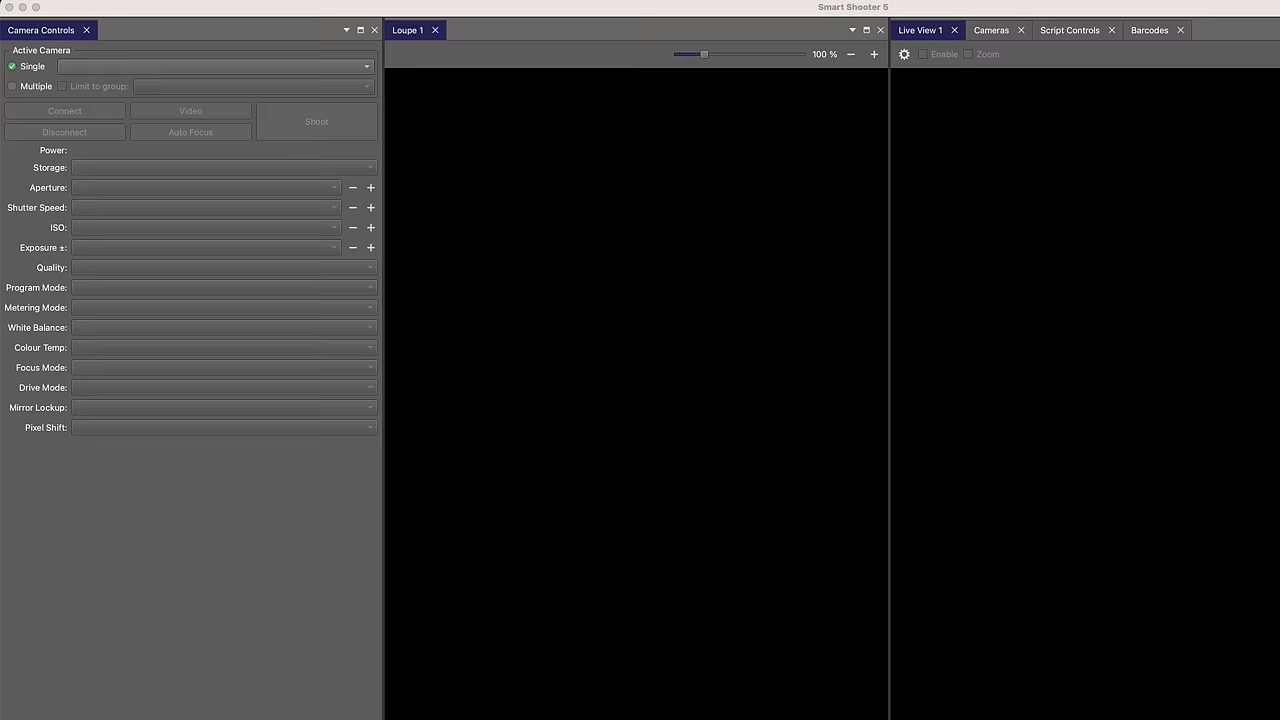 Smart Shooter 5
Camera Controls
Loupe 1
Live View 1
Cameras
Script Controls
Barcodes
Active Camera
100 %
Enable
Zoom
Single
Multiple
Limit to group:
Connect
Video
Shoot
Disconnect
Auto Focus
Power:
Storage:
Aperture:
Shutter Speed:
ISO:
Exposure ±:
Quality:
Program Mode:
Metering Mode:
White Balance:
Colour Temp:
Focus Mode:
Drive Mode:
Mirror Lockup:
Pixel Shift: